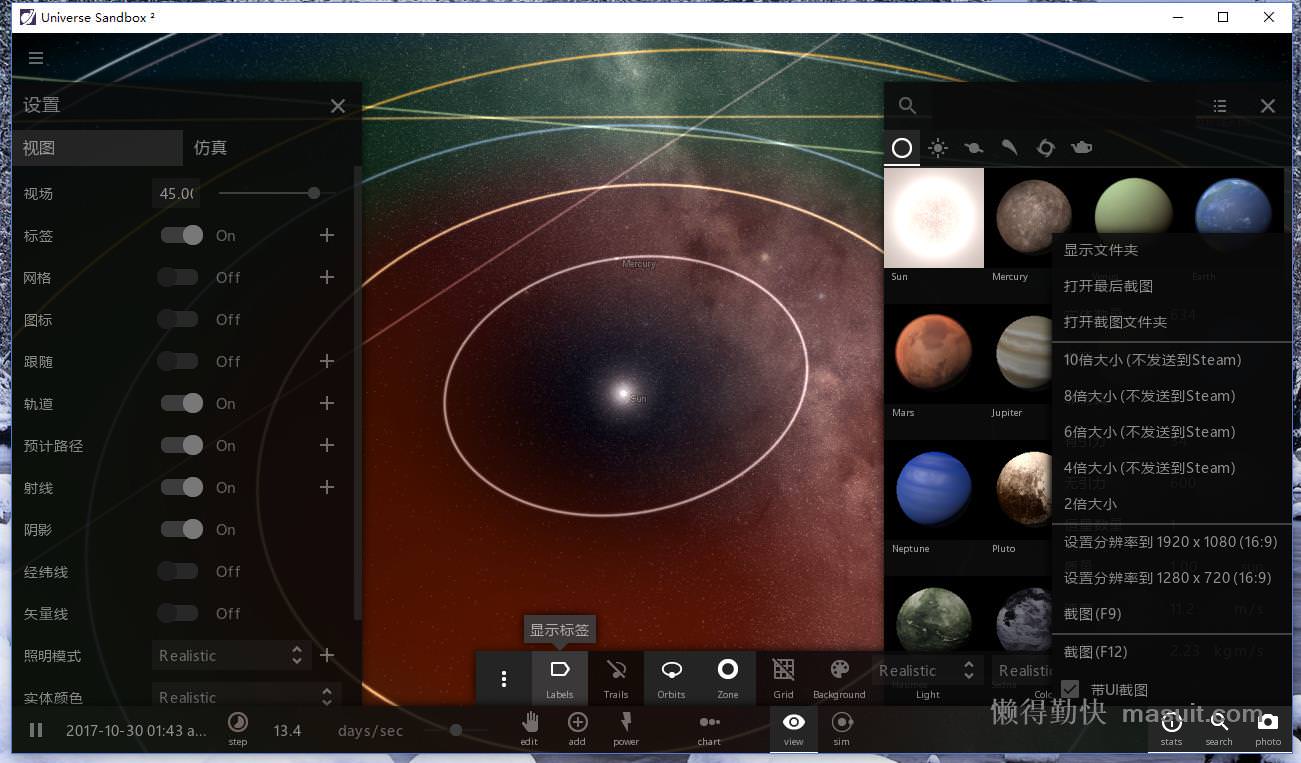 Universe Sandbox ²
设置
视图
仿真
视场
45.0
标签
On
网格
Off
图标
Off
跟随
Off
轨道
On
预计路径
On
射线
On
阴影
On
经纬线
Off
矢量线
Off
照明模式
Realistic
实体颜色
Realistic
Mercury
Sun
Sun
Mercury
Venus
Earth
Mars
Jupiter
Neptune
Pluto
显示文件夹
打开最后截图
打开截图文件夹
10倍大小 (不发送到Steam)
8倍大小 (不发送到Steam)
6倍大小 (不发送到Steam)
4倍大小 (不发送到Steam)
2倍大小
设置分辨率到 1920 x 1080 (16:9)
设置分辨率到 1280 x 720 (16:9)
截图(F9)
截图(F12)
带UI截图
显示标签
Labels
Trails
Orbits
Zone
Grid
Background
Realistic
Light
Realistic
2017-10-30 01:43 a...
step
13.4
days/sec
edit
add
power
chart
view
sim
stats
search
photo
懒得勤快 masuit.com